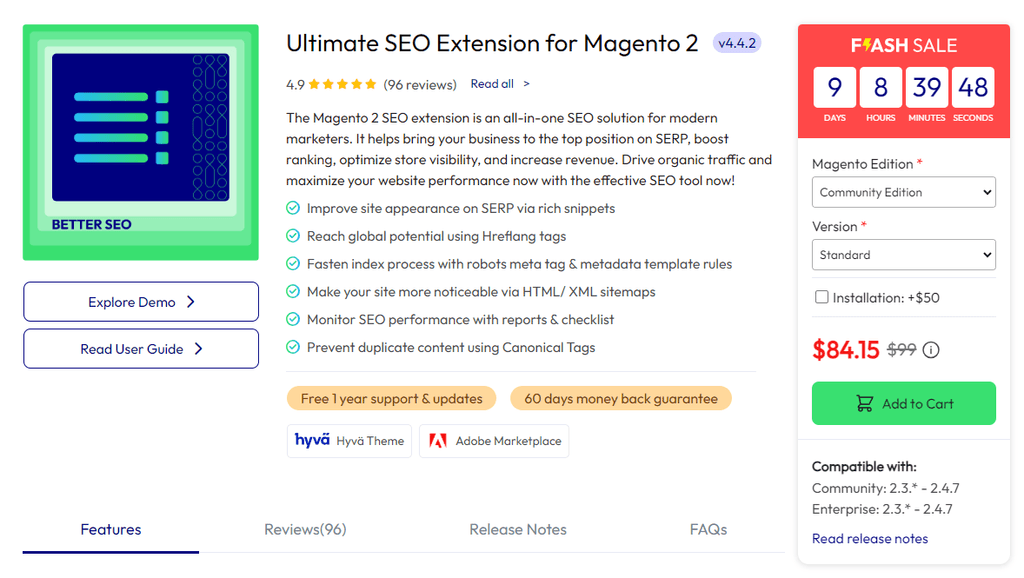 BETTER SEO
Explore Demo
Read User Guide
Ultimate SEO Extension for Magento 2 v4.4.2
4.9 (96 reviews) Read all >
The Magento 2 SEO extension is an all-in-one SEO solution for modern
marketers. It helps bring your business to the top position on SERP, boost
ranking, optimize store visibility, and increase revenue. Drive organic traffic and
maximize your website performance now with the effective SEO tool now!
Improve site appearance on SERP via rich snippets
Reach global potential using Hreflang tags
Fasten index process with robots meta tag & metadata template rules
Make your site more noticeable via HTML/ XML sitemaps
Monitor SEO performance with reports & checklist
Prevent duplicate content using Canonical Tags
Free 1 year support & updates 60 days money back guarantee
hyvä Hyvä Theme Adobe Marketplace
Features Reviews(96) Release Notes FAQs
FLASH SALE
9 8 39 48
DAYS HOURS MINUTES SECONDS
Magento Edition *
Community Edition
Version *
Standard
Installation: +$50
$84.15 $99
Add to Cart
Compatible with:
Community: 2.3.* - 2.4.7
Enterprise: 2.3.* - 2.4.7
Read release notes